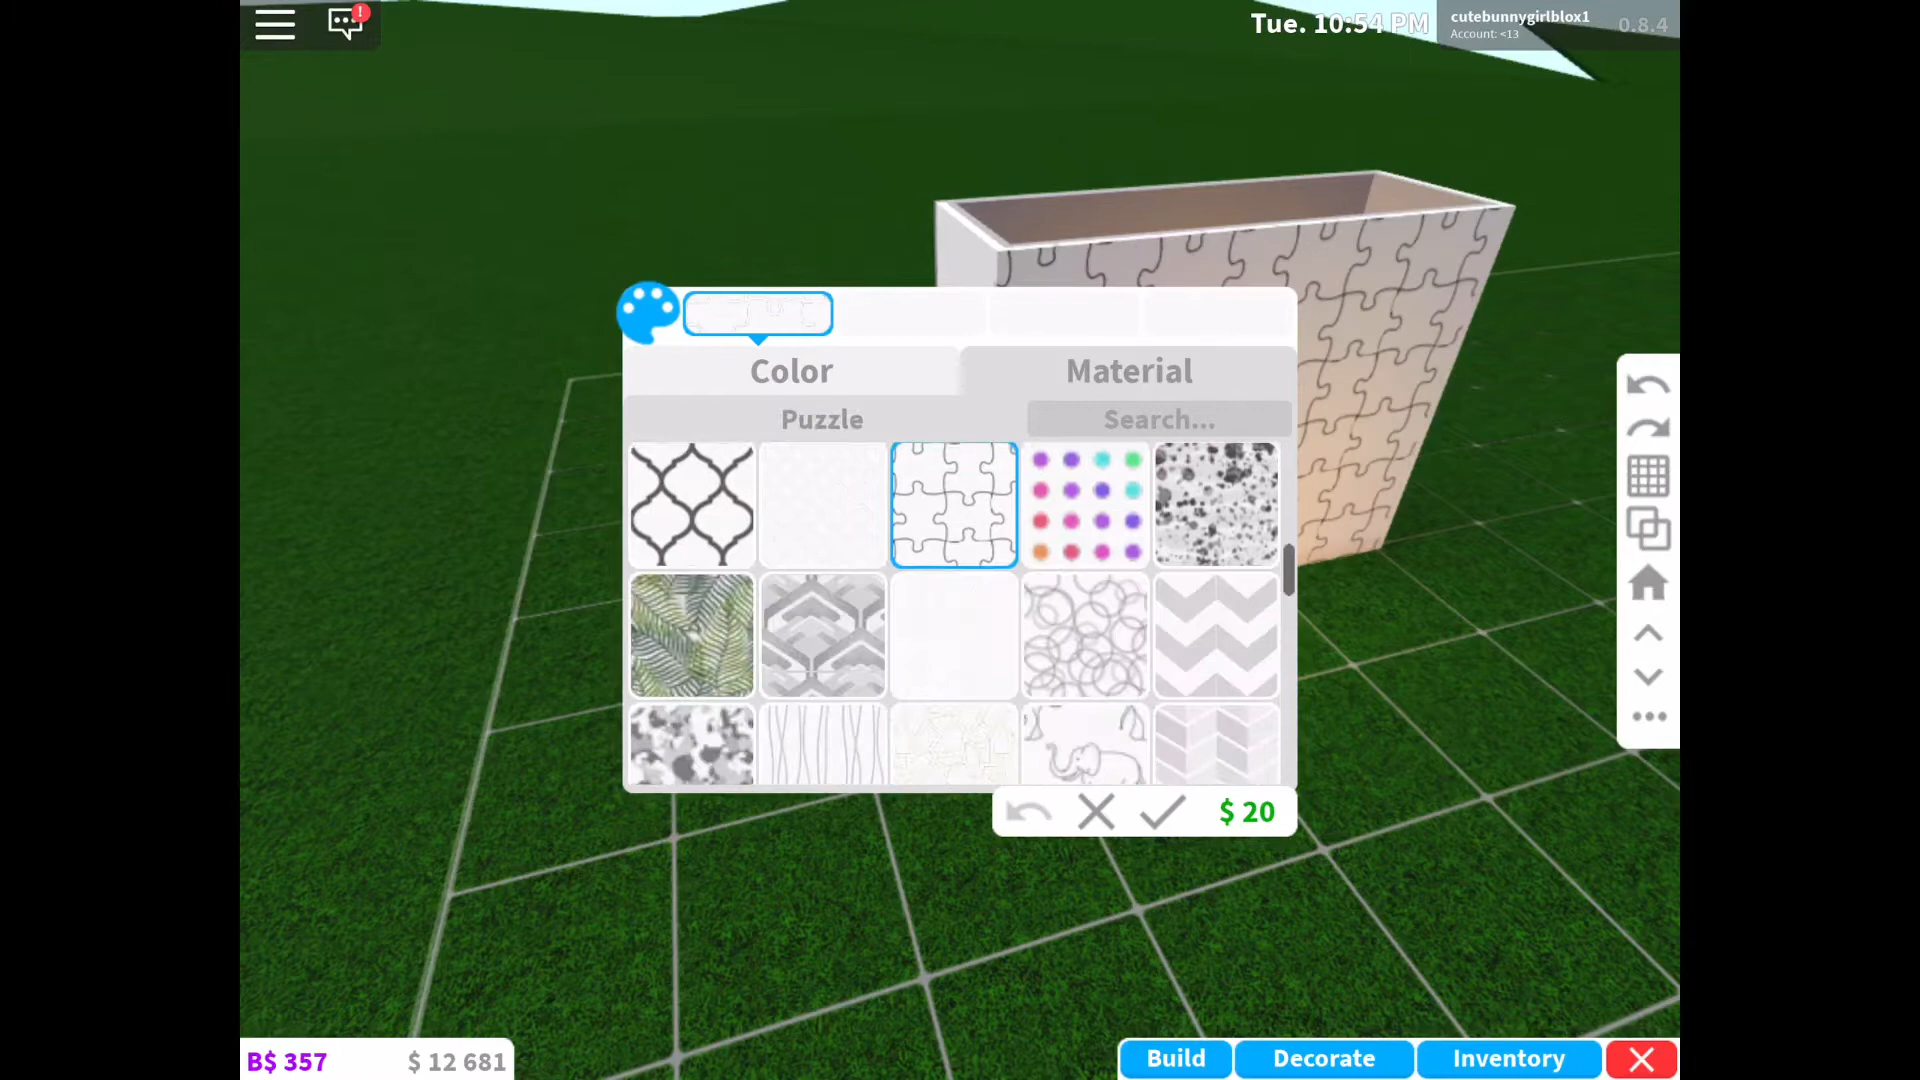 Tue. 10:54 PM
cutebunnygirlblox1
Account: <13
0.8.4
Color
Material
Puzzle
Search...
$ 20
B$ 357
$ 12 681
Build
Decorate
Inventory